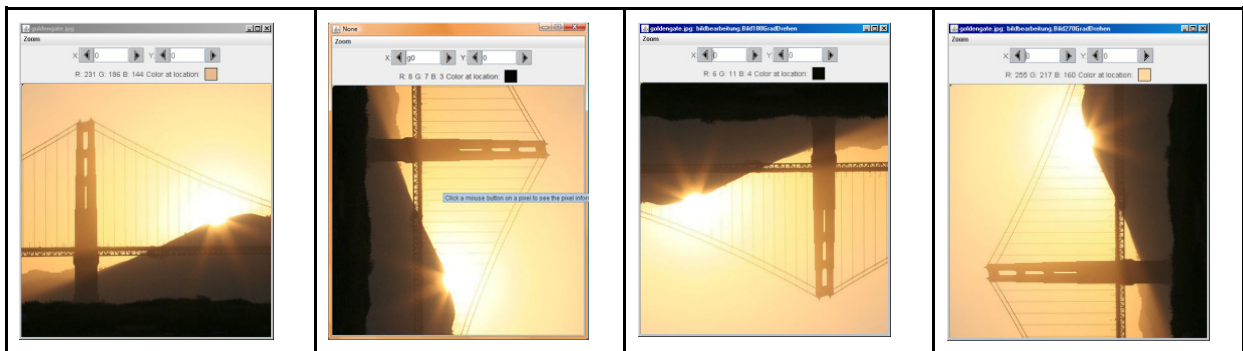 goldengate.jpg
Zoom
X: 0 Y: 0
R: 231 G: 186 B: 144 Color at location:
None
Zoom
X: g0 Y: 0
R: 8 G: 7 B: 3 Color at location:
Click a mouse button on a pixel to see the pixel infor
goldengate.jpg: bildbearbeitung.Bild180GradDrehen
Zoom
X: 0 Y: 0
R: 6 G: 11 B: 4 Color at location:
goldengate.jpg: bildbearbeitung.Bild270GradDrehen
Zoom
X: 0 Y: 0
R: 255 G: 217 B: 160 Color at location: